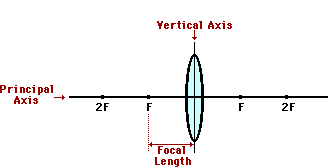 Vertical Axis
Principal
Axis
2F F F 2F
Focal
Length